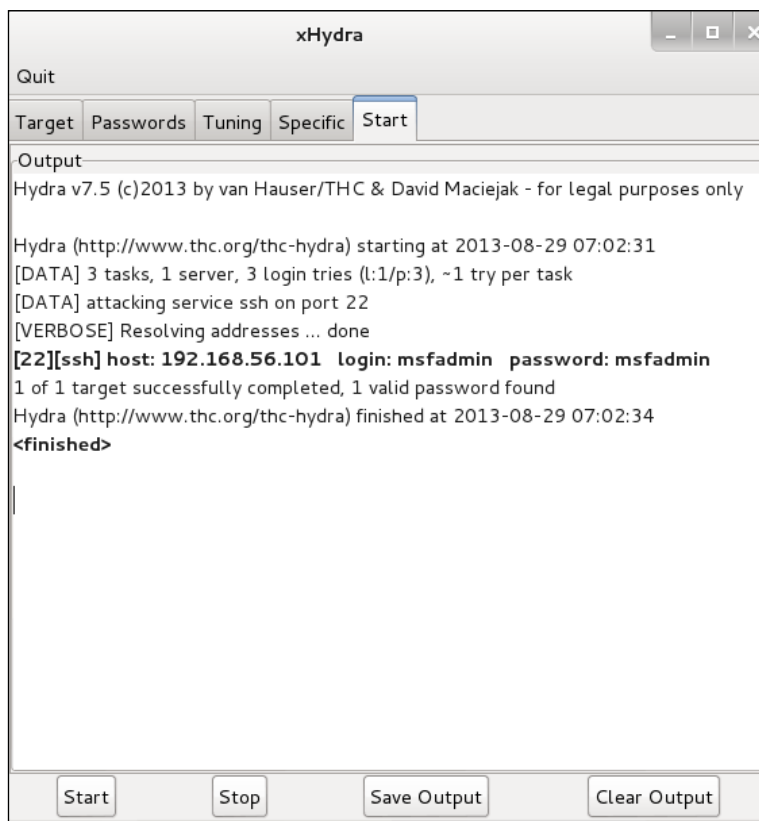 xHydra
Quit
Target Passwords Tuning Specific Start
Output
Hydra v7.5 (c)2013 by van Hauser/THC & David Maciejak - for legal purposes only
Hydra (http://www.thc.org/thc-hydra) starting at 2013-08-29 07:02:31
[DATA] 3 tasks, 1 server, 3 login tries (l:1/p:3), ~1 try per task
[DATA] attacking service ssh on port 22
[VERBOSE] Resolving addresses ... done
[22][ssh] host: 192.168.56.101 login: msfadmin password: msfadmin
1 of 1 target successfully completed, 1 valid password found
Hydra (http://www.thc.org/thc-hydra) finished at 2013-08-29 07:02:34
<finished>
Start Stop Save Output Clear Output